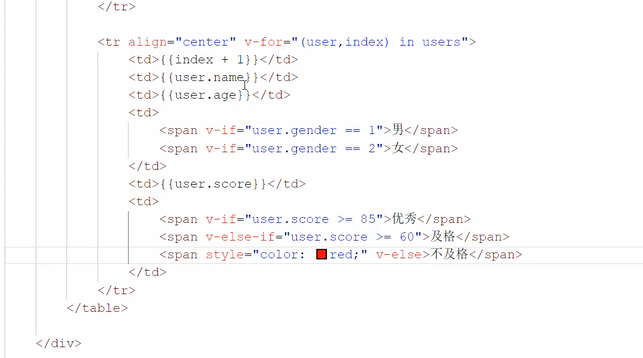 </tr>
<tr align="center" v-for="(user,index) in users">
<td>{{index + 1}}</td>
<td>{{user.name}}</td>
<td>{{user.age}}</td>
<td>
<span v-if="user.gender == 1">男</span>
<span v-if="user.gender == 2">女</span>
</td>
<td>{{user.score}}</td>
<td>
<span v-if="user.score >= 85">优秀</span>
<span v-else-if="user.score >= 60">及格</span>
<span style="color: red;" v-else>不及格</span>
</td>
</tr>
</table>
</div>